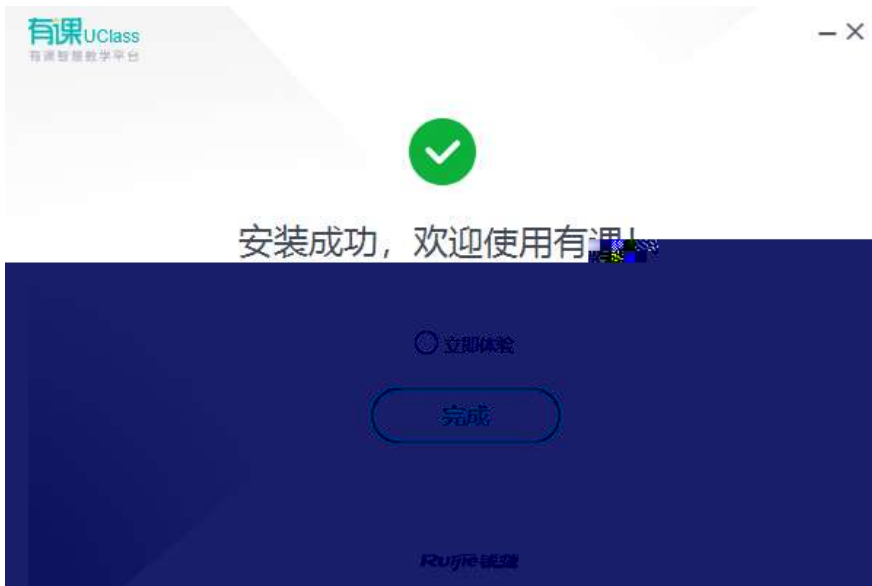 有课UClass
有课智慧教学平台
安装成功，欢迎使用有课!
立即体验
完成
Ruijie锐捷